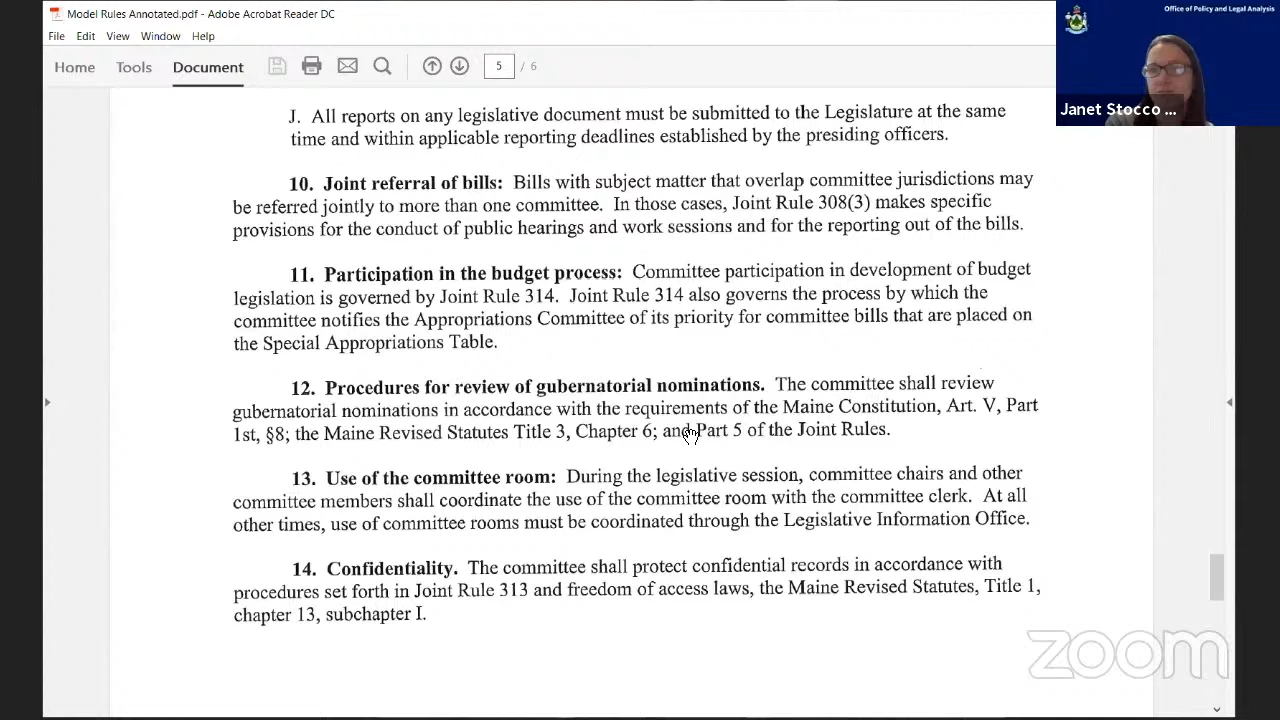 Model Rules Annotated.pdf - Adobe Acrobat Reader DC
File Edit View Window Help
Home Tools Document 5 / 6
Office of Policy and Legal Analysis
Janet Stocco ...
J. All reports on any legislative document must be submitted to the Legislature at the same
time and within applicable reporting deadlines established by the presiding officers.
10. Joint referral of bills: Bills with subject matter that overlap committee jurisdictions may
be referred jointly to more than one committee. In those cases, Joint Rule 308(3) makes specific
provisions for the conduct of public hearings and work sessions and for the reporting out of the bills.
11. Participation in the budget process: Committee participation in development of budget
legislation is governed by Joint Rule 314. Joint Rule 314 also governs the process by which the
committee notifies the Appropriations Committee of its priority for committee bills that are placed on
the Special Appropriations Table.
12. Procedures for review of gubernatorial nominations. The committee shall review
gubernatorial nominations in accordance with the requirements of the Maine Constitution, Art. V, Part
1st, §8; the Maine Revised Statutes Title 3, Chapter 6; and Part 5 of the Joint Rules.
13. Use of the committee room: During the legislative session, committee chairs and other
committee members shall coordinate the use of the committee room with the committee clerk. At all
other times, use of committee rooms must be coordinated through the Legislative Information Office.
14. Confidentiality. The committee shall protect confidential records in accordance with
procedures set forth in Joint Rule 313 and freedom of access laws, the Maine Revised Statutes, Title 1,
chapter 13, subchapter I.
zoom